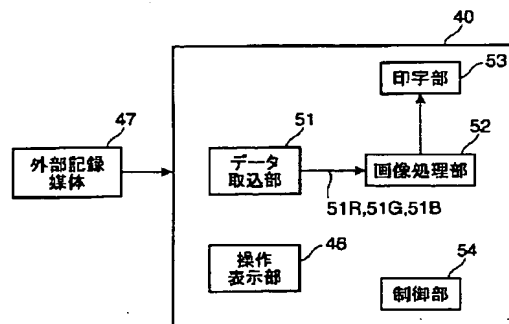 40
印字部
53
47
51
52
外部記録
媒体
データ
取込部
画像処理部
51R,51G,51B
操作
表示部
48
54
制御部